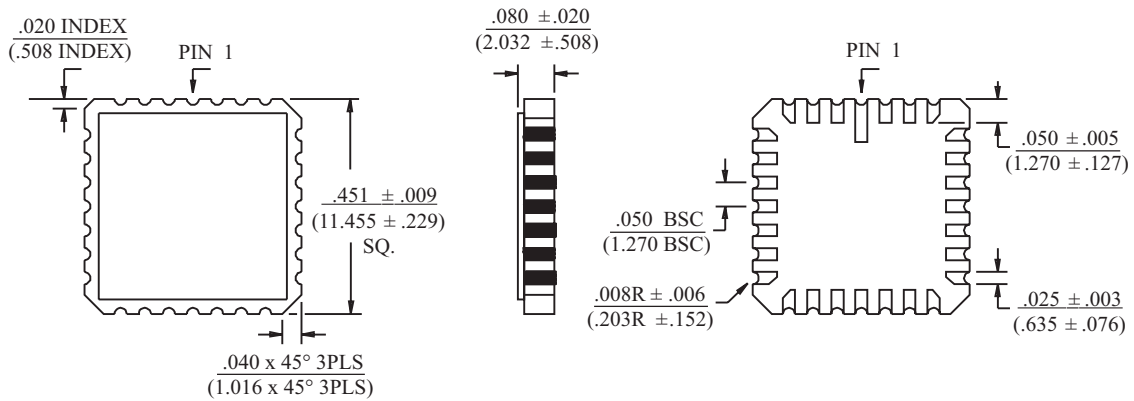 .020 INDEX
(.508 INDEX)
PIN 1
.451 ±.009
(11.455 ± .229)
SQ.
.040 x 45° 3PLS
(1.016 x 45° 3PLS)
.080 ±.020
(2.032 ±.508)
PIN 1
.050 ±.005
(1.270 ±.127)
.050 BSC
(1.270 BSC)
.008R ± .006
(.203R ±.152)
.025 ±.003
(.635 ±.076)